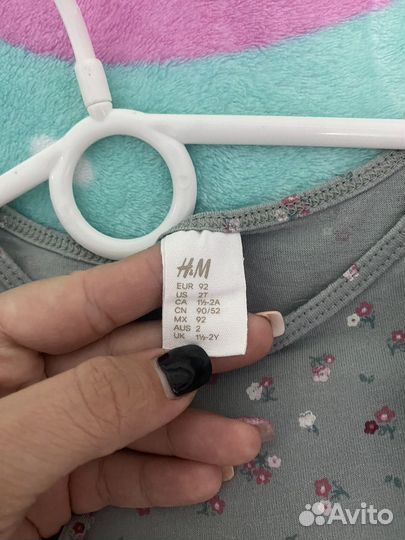 H&M
EUR 92
US 2T
CA 1½-2A
CN 90/52
MX 92
AUS 2
UK 1½-2Y
Avito